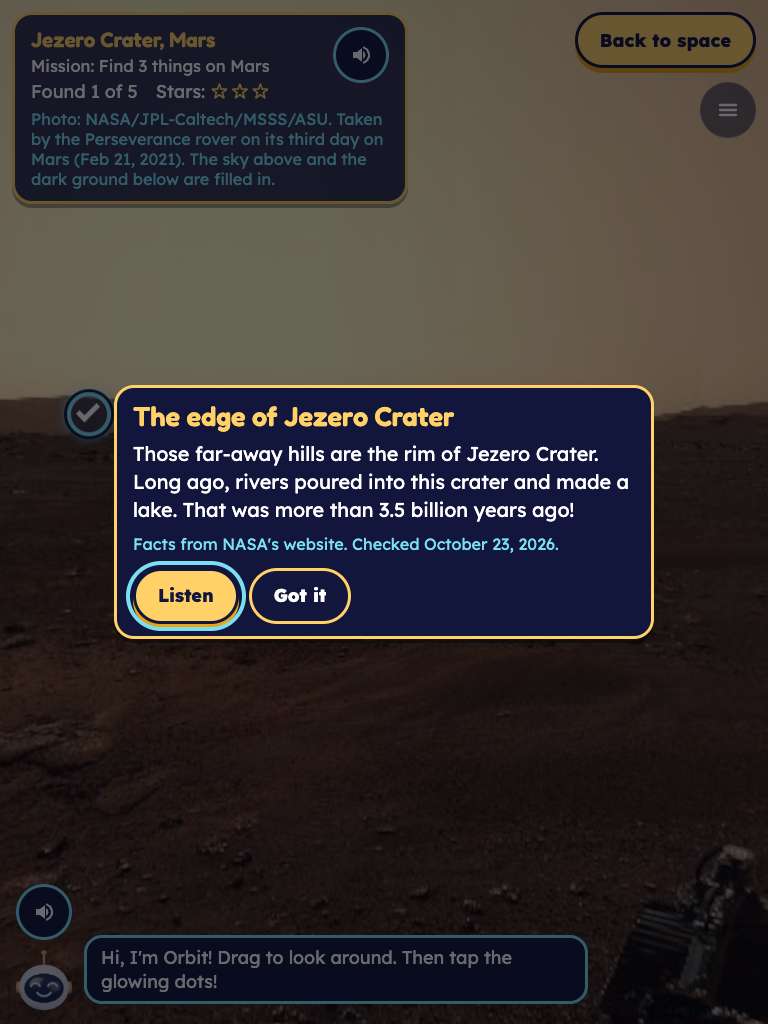 Jezero Crater, Mars
Mission: Find 3 things on Mars
Found 1 of 5 Stars: ☆☆☆
Photo: NASA/JPL-Caltech/MSSS/ASU. Taken
by the Perseverance rover on its third day on
Mars (Feb 21, 2021). The sky above and the
dark ground below are filled in.
Back to space
The edge of Jezero Crater
Those far-away hills are the rim of Jezero Crater.
Long ago, rivers poured into this crater and made a
lake. That was more than 3.5 billion years ago!
Facts from NASA's website. Checked October 23, 2026.
Listen
Got it
Hi, I'm Orbit! Drag to look around. Then tap the
glowing dots!